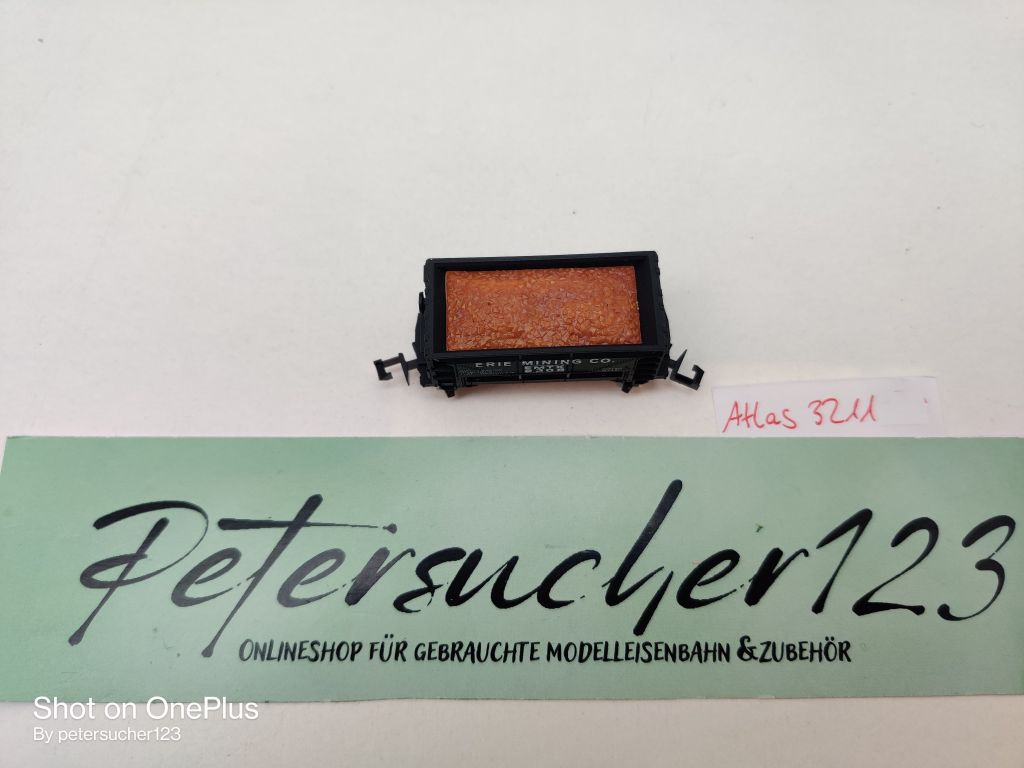 ERIE MINING CO.
Atlas 3211
Petersucher123
ONLINESHOP FÜR GEBRAUCHTE MODELLEISENBAHN & ZUBEHÖR
Shot on OnePlus
By petersucher123